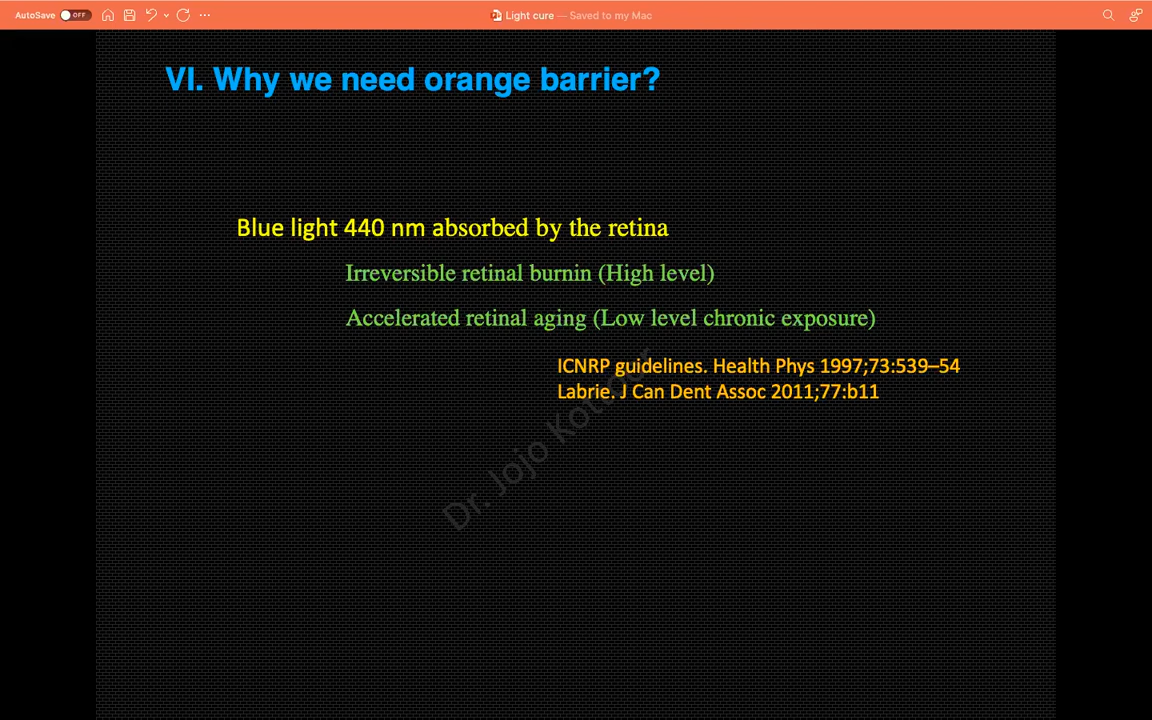 AutoSave OFF
Light cure — Saved to my Mac
VI. Why we need orange barrier?
Blue light 440 nm absorbed by the retina
Irreversible retinal burnin (High level)
Accelerated retinal aging (Low level chronic exposure)
ICNRP guidelines. Health Phys 1997;73:539–54
Labrie. J Can Dent Assoc 2011;77:b11
Dr. Jojo